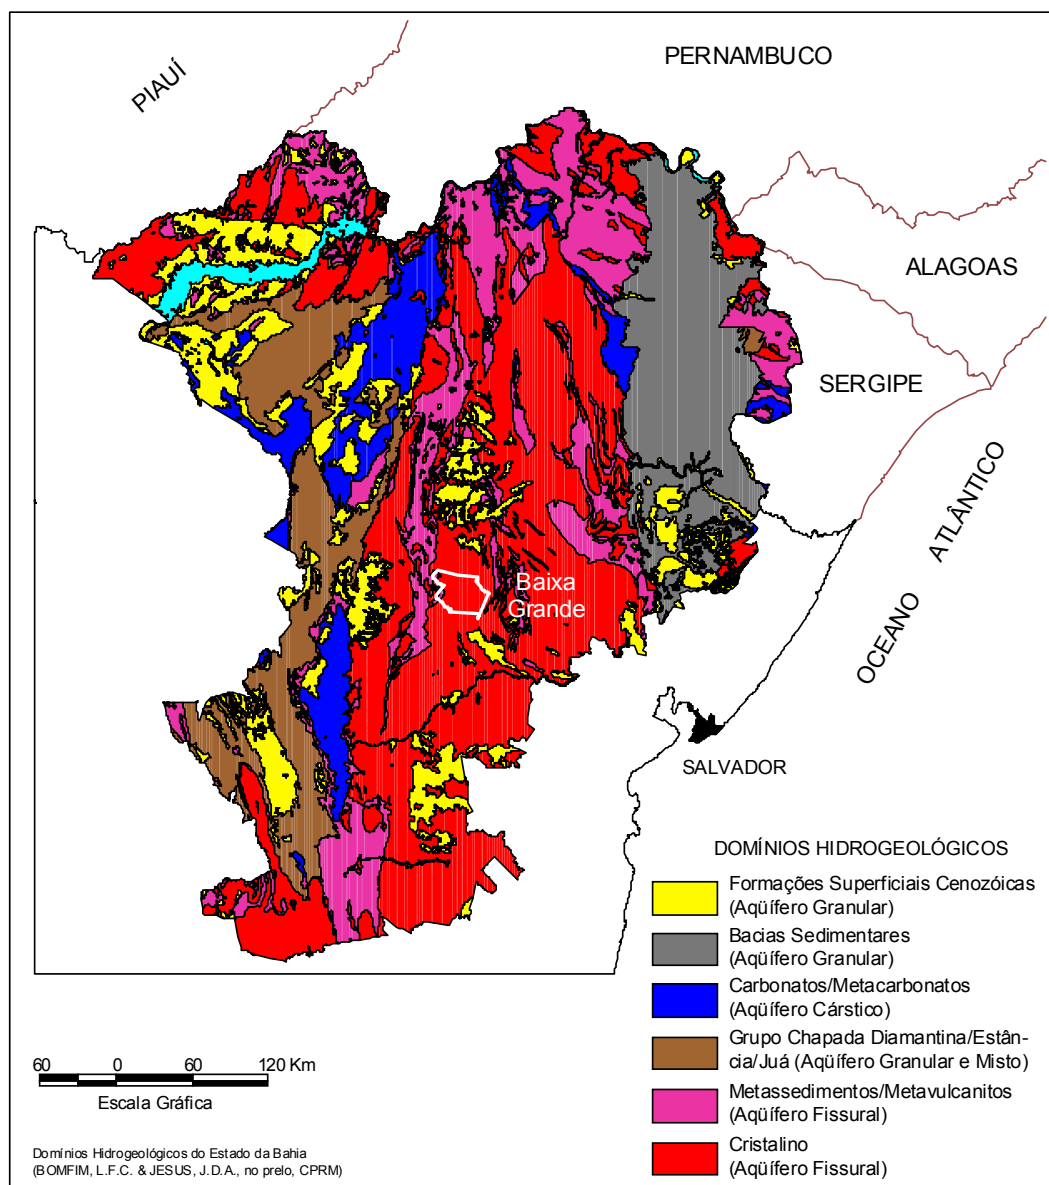 PERNAMBUCO
PIAUÍ
ALAGOAS
SERGIPE
OCEANO ATLÂNTICO
Baixa
Grande
SALVADOR
DOMÍNIOS HIDROGEOLÓGICOS
Formações Superficiais Cenozóicas
(Aqüífero Granular)
Bacias Sedimentares
(Aqüífero Granular)
Carbonatos/Metacarbonatos
(Aqüífero Cárstico)
Grupo Chapada Diamantina/Estân-
cia/Juá (Aqüífero Granular e Misto)
Metassedimentos/Metavulcanitos
(Aqüífero Fissural)
Cristalino
(Aqüífero Fissural)
60 0 60 120 Km
Escala Gráfica
Domínios Hidrogeológicos do Estado da Bahia
(BOMFIM, L.F.C. & JESUS, J.D.A., no prelo, CPRM)